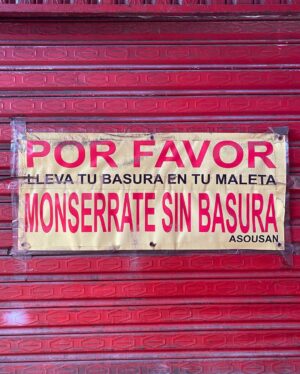 POR FAVOR
LLEVA TU BASURA EN TU MALETA
MONSERRATE SIN BASURA
ASOUSAN